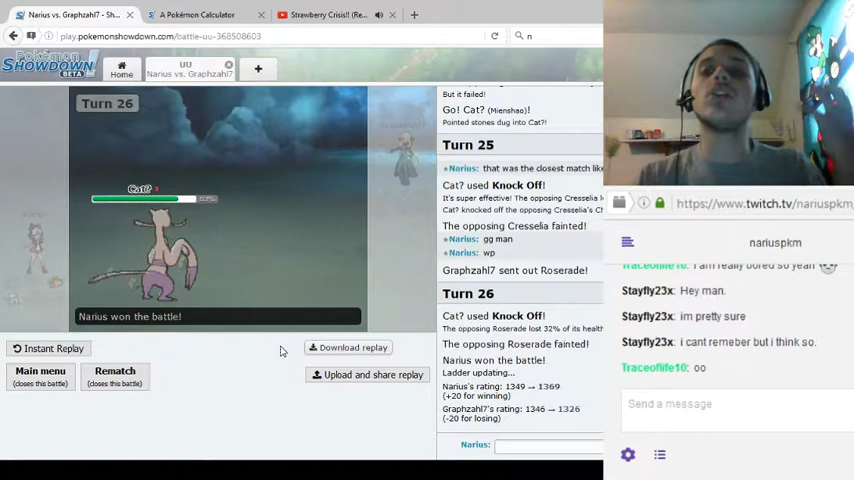 Narius vs. Graphzahl7 - Sh...
A Pokémon Calculator
Strawberry Crisis!! (Re...
play.pokemonshowdown.com/battle-uu-368508603
n
Pokémon
SHOWDOWN
BETA
Home
UU
Narius vs. Graphzahl7
Turn 26
Cat?
Narius won the battle!
But it failed!
Go! Cat? (Mienshao)!
Pointed stones dug into Cat?!
Turn 25
★Narius: that was the closest match like
Cat? used Knock Off!
It's super effective! The opposing Cresselia
Cat? knocked off the opposing Cresselia's
The opposing Cresselia fainted!
★Narius: gg man
★Narius: wp
Graphzahl7 sent out Roserade!
Turn 26
Cat? used Knock Off!
The opposing Roserade lost 32% of its health
The opposing Roserade fainted!
Narius won the battle!
Ladder updating...
Narius's rating: 1349 → 1369
(+20 for winning)
Graphzahl7's rating: 1346 → 1326
(-20 for losing)
Narius:
Instant Replay
Download replay
Main menu
(closes this battle)
Rematch
(closes this battle)
Upload and share replay
https://www.twitch.tv/nariuspkm
nariuspkm
Traceoflife10: I am really bored so yeah
Stayfly23x: Hey man.
Stayfly23x: im pretty sure
Stayfly23x: i cant remeber but i think so.
Traceoflife10: oo
Send a message